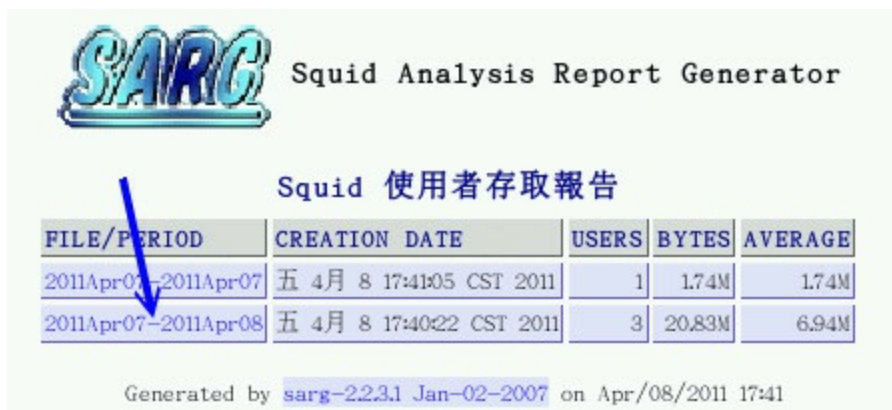 SARG Squid Analysis Report Generator
Squid 使用者存取報告
FILE/PERIOD CREATION DATE USERS BYTES AVERAGE
2011Apr07-2011Apr07 五 4月 8 17:41:05 CST 2011 1 1.74M 1.74M
2011Apr07-2011Apr08 五 4月 8 17:40:22 CST 2011 3 20.83M 6.94M
Generated by sarg-2.2.3.1 Jan-02-2007 on Apr/08/2011 17:41